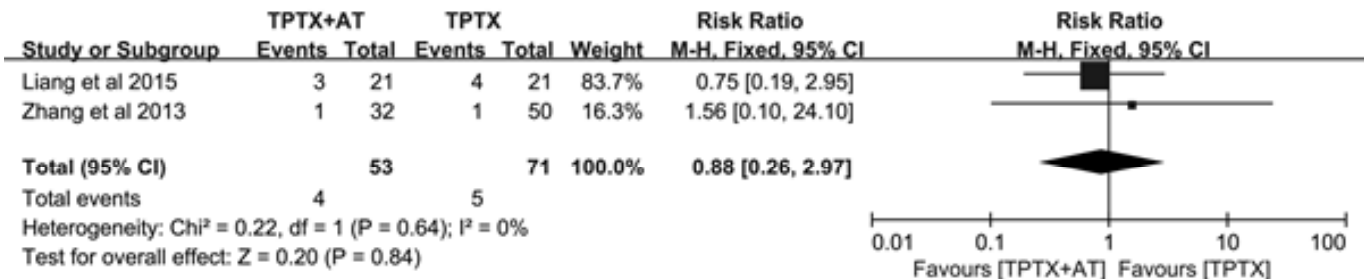 TPTX+AT TPTX Risk Ratio Risk Ratio
Study or Subgroup Events Total Events Total Weight M-H, Fixed, 95% CI M-H, Fixed, 95% CI
Liang et al 2015 3 21 4 21 83.7% 0.75 [0.19, 2.95]
Zhang et al 2013 1 32 1 50 16.3% 1.56 [0.10, 24.10]
Total (95% CI) 53 71 100.0% 0.88 [0.26, 2.97]
Total events 4 5
Heterogeneity: Chi² = 0.22, df = 1 (P = 0.64); I² = 0%
Test for overall effect: Z = 0.20 (P = 0.84)
0.01 0.1 1 10 100
Favours [TPTX+AT] Favours [TPTX]